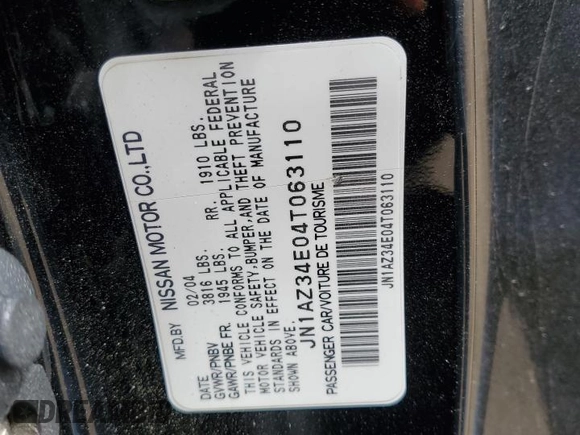 MFD.BY NISSAN MOTOR CO.,LTD
DATE 02/04
GVWR/PNBV 3816 LBS.
GAWR/PNBE FR. 1945 LBS. RR. 1910 LBS.
THIS VEHICLE CONFORMS TO ALL APPLICABLE FEDERAL
MOTOR VEHICLE SAFETY,BUMPER,AND THEFT PREVENTION
STANDARDS IN EFFECT ON THE DATE OF MANUFACTURE
SHOWN ABOVE.
JN1AZ34E04T063110
PASSENGER CAR/VOITURE DE TOURISME
JN1AZ34E04T063110